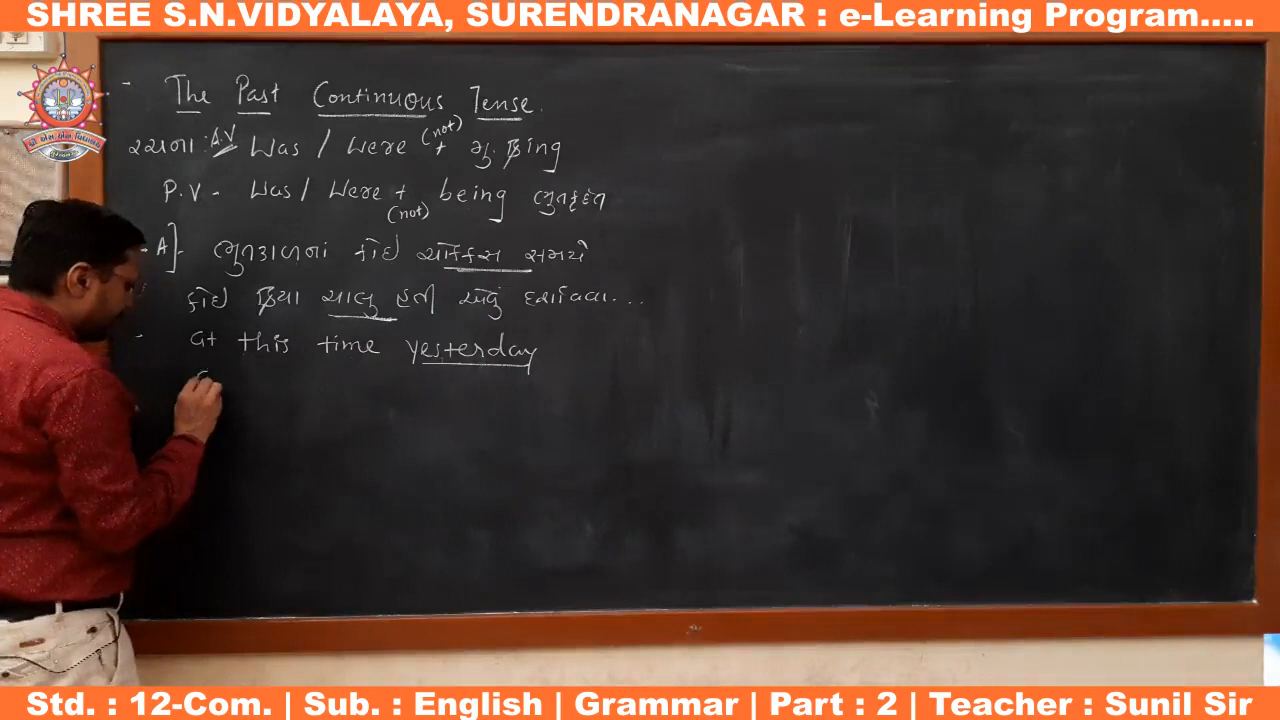 SHREE S.N.VIDYALAYA, SURENDRANAGAR : e-Learning Program.....
- The Past Continuous Tense.
રચના : A.V Was / Were + (not) મુ. ક્રિ ing
P.V - Was / Were + (not) being ભુતકૃદંત
- A] - ભુતકાળનાં કોઈ ચોક્કસ સમયે
કોઈ ક્રિયા ચાલુ હતી એવું દર્શાવવા...
- at this time yesterday
Std. : 12-Com. | Sub. : English | Grammar | Part : 2 | Teacher : Sunil Sir